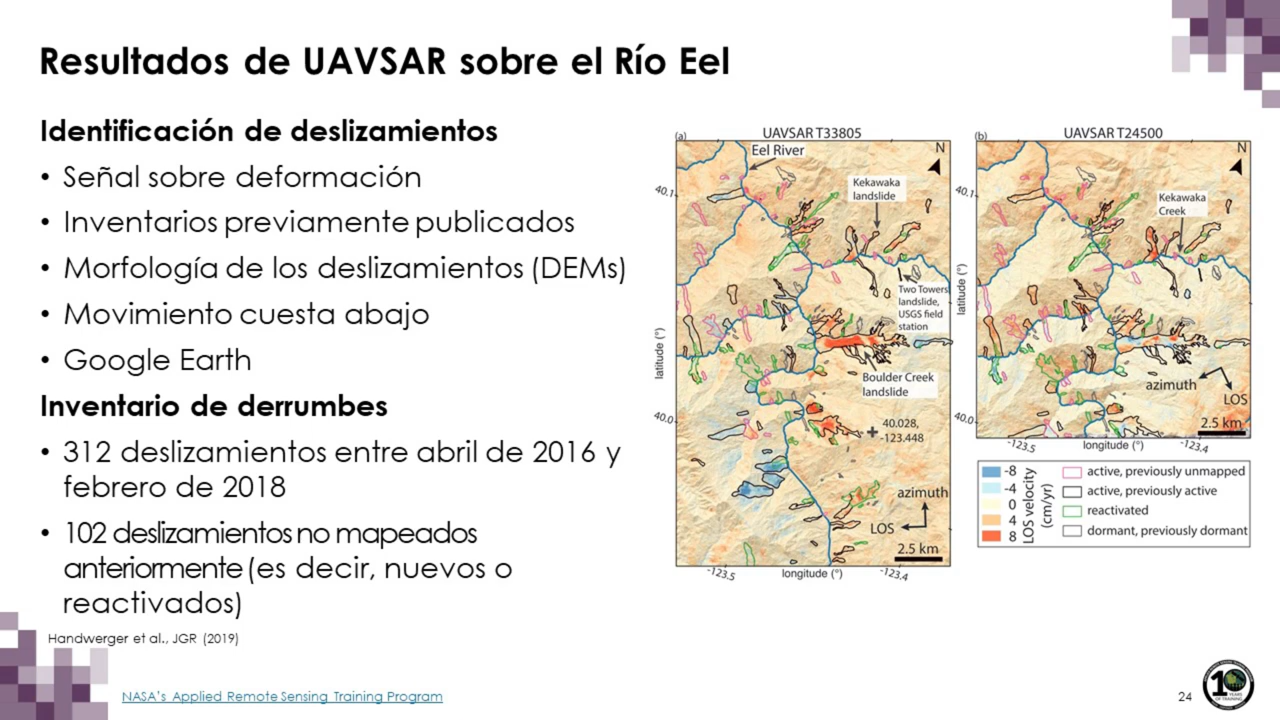 Resultados de UAVSAR sobre el Río Eel
Identificación de deslizamientos
• Señal sobre deformación
• Inventarios previamente publicados
• Morfología de los deslizamientos (DEMs)
• Movimiento cuesta abajo
• Google Earth
Inventario de derrumbes
• 312 deslizamientos entre abril de 2016 y
febrero de 2018
• 102 deslizamientos no mapeados
anteriormente (es decir, nuevos o
reactivados)
Handwerger et al., JGR (2019)
(a)
UAVSAR T33805
Eel River
N
Kekawaka
landslide
40.1
Two Towers
landslide,
USGS field
station
latitude (°)
Boulder Creek
landslide
40.0
40.028,
-123.448
azimuth
LOS
2.5 km
-123.5
longitude (°)
-123.4
(b)
UAVSAR T24500
N
40.1
Kekawaka
Creek
latitude (°)
azimuth
LOS
40.0
2.5 km
-123.5
longitude (°)
-123.4
-8
-4
0
4
8
LOS velocity
(cm/yr)
active, previously unmapped
active, previously active
reactivated
dormant, previously dormant
NASA's Applied Remote Sensing Training Program
24
10
YEARS
OF TRAINING